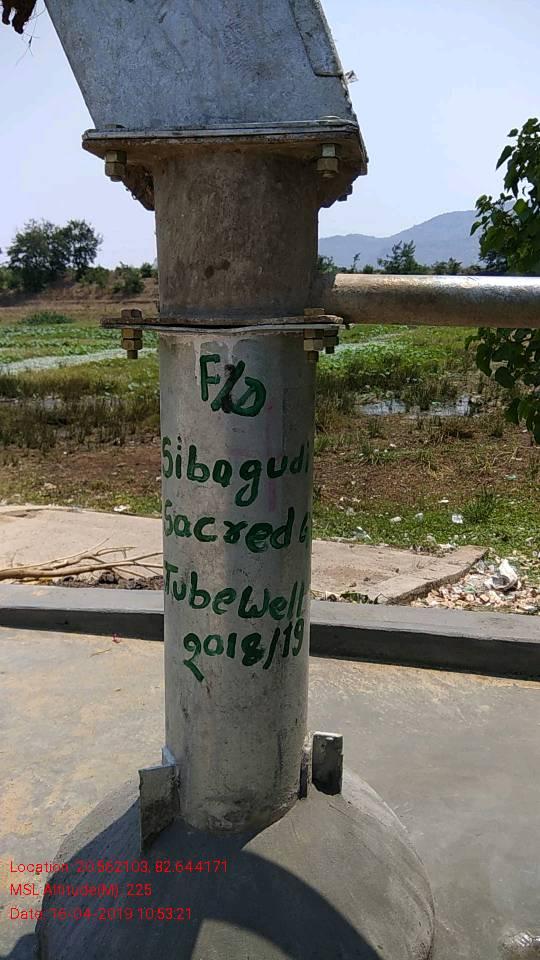 F/o
Sibagudi
Sacred
Tubewell
2018/19
Location: 20.562103, 82.644171
MSL Altitude(M): 225
Date: 16-04-2019 10:53:21